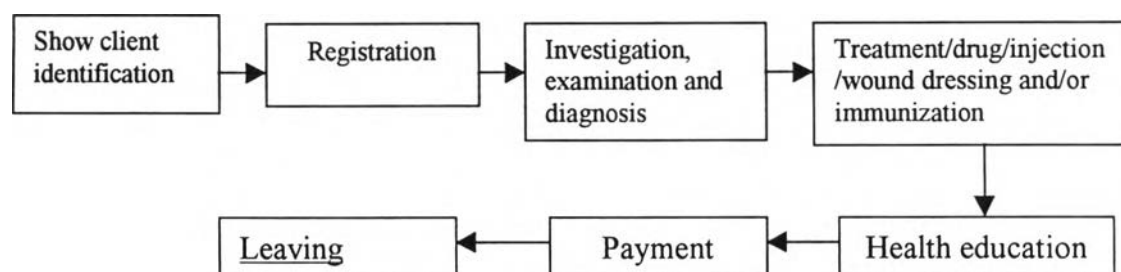 Show client
identification
Registration
Investigation,
examination and
diagnosis
Treatment/drug/injection
/wound dressing and/or
immunization
Health education
Payment
Leaving